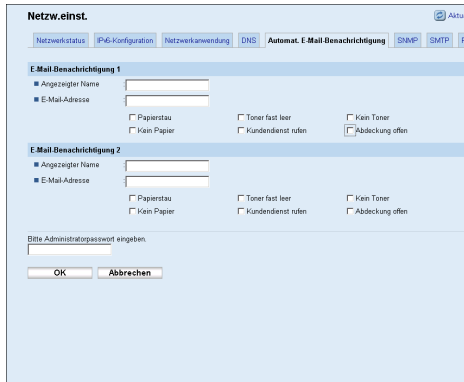 Netzw.einst.
Aktu
Netzwerkstatus IPv6-Konfiguration Netzwerkanwendung DNS Automat. E-Mail-Benachrichtigung SNMP SMTP P
E-Mail-Benachrichtigung 1
Angezeigter Name :
E-Mail-Adresse :
Papierstau Toner fast leer Kein Toner
Kein Papier Kundendienst rufen Abdeckung offen
E-Mail-Benachrichtigung 2
Angezeigter Name :
E-Mail-Adresse :
Papierstau Toner fast leer Kein Toner
Kein Papier Kundendienst rufen Abdeckung offen
Bitte Administratorpasswort eingeben.
OK Abbrechen